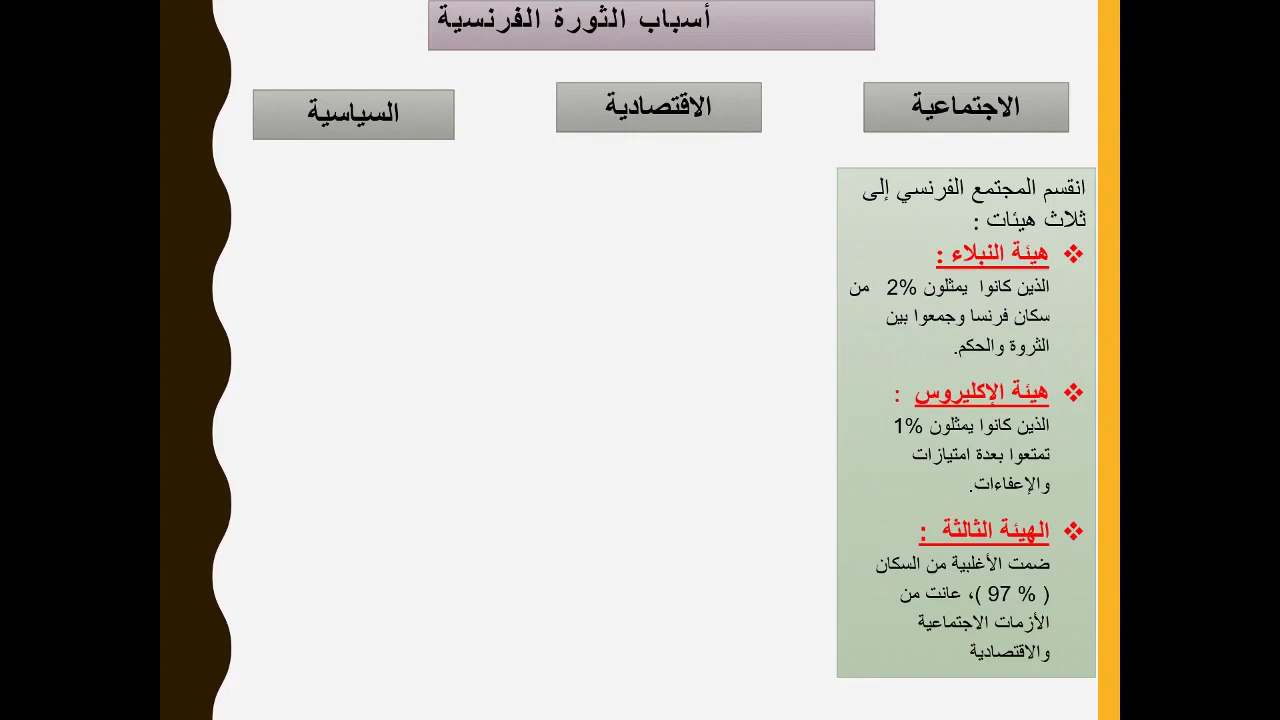 أسباب الثورة الفرنسية
الاجتماعية
الاقتصادية
السياسية
انقسم المجتمع الفرنسي إلى
ثلاث هيئات :
❖ هيئة النبلاء :
الذين كانوا يمثلون 2% من
سكان فرنسا وجمعوا بين
الثروة والحكم.
❖ هيئة الإكليروس :
الذين كانوا يمثلون 1%
تمتعوا بعدة امتيازات
والإعفاءات.
❖ الهيئة الثالثة :
ضمت الأغلبية من السكان
( 97 % )، عانت من
الأزمات الاجتماعية
والاقتصادية